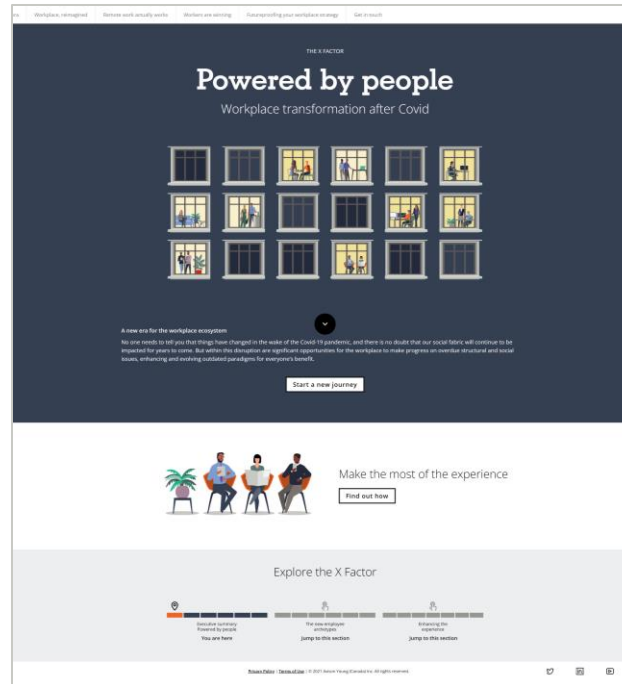 Workplace, reimagined Remote work actually works Workers are winning Futureproofing your workplace strategy Get in touch
THE X FACTOR
Powered by people
Workplace transformation after Covid
A new era for the workplace ecosystem
No one needs to tell you that things have changed in the wake of the Covid-19 pandemic, and there is no doubt that our social fabric will continue to be
impacted for years to come. But within this disruption are significant opportunities for the workplace to make progress on overdue structural and social
issues, enhancing and evolving outdated paradigms for everyone's benefit.
Start a new journey
Make the most of the experience
Find out how
Explore the X Factor
Executive summary
Powered by people
You are here
The new employee
archetypes
Jump to this section
Enhancing the
experience
Jump to this section
Privacy Policy | Terms of Use | © 2021 Avison Young (Canada) Inc. All rights reserved.